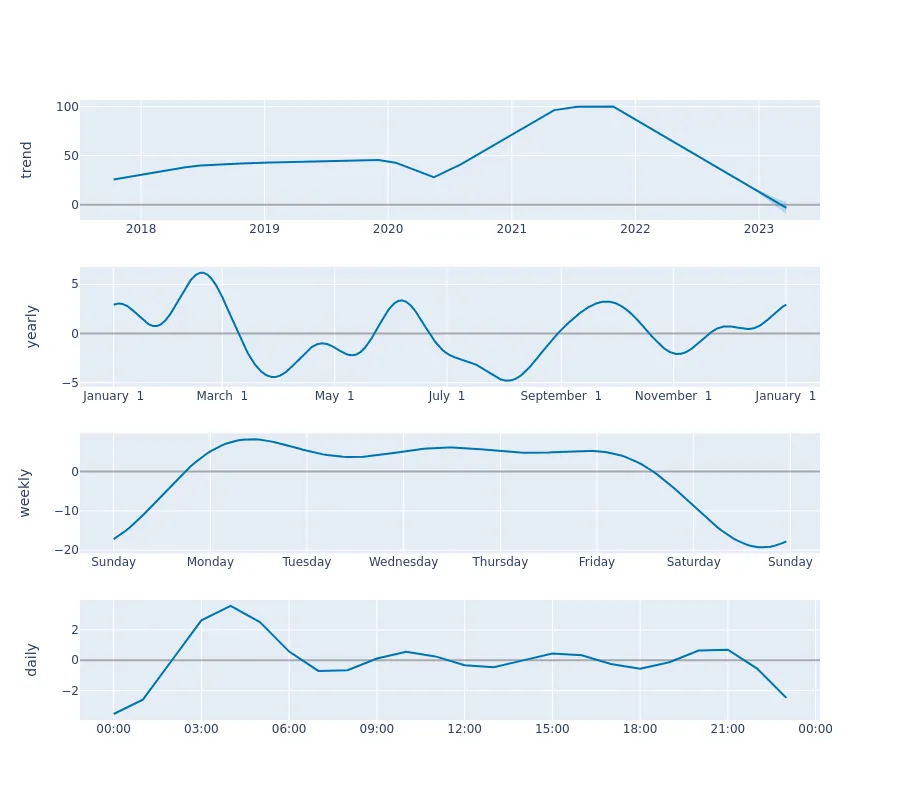 trend
100
50
0
2018 2019 2020 2021 2022 2023
yearly
5
0
−5
January 1 March 1 May 1 July 1 September 1 November 1 January 1
weekly
0
−10
−20
Sunday Monday Tuesday Wednesday Thursday Friday Saturday Sunday
daily
2
0
−2
00:00 03:00 06:00 09:00 12:00 15:00 18:00 21:00 00:00